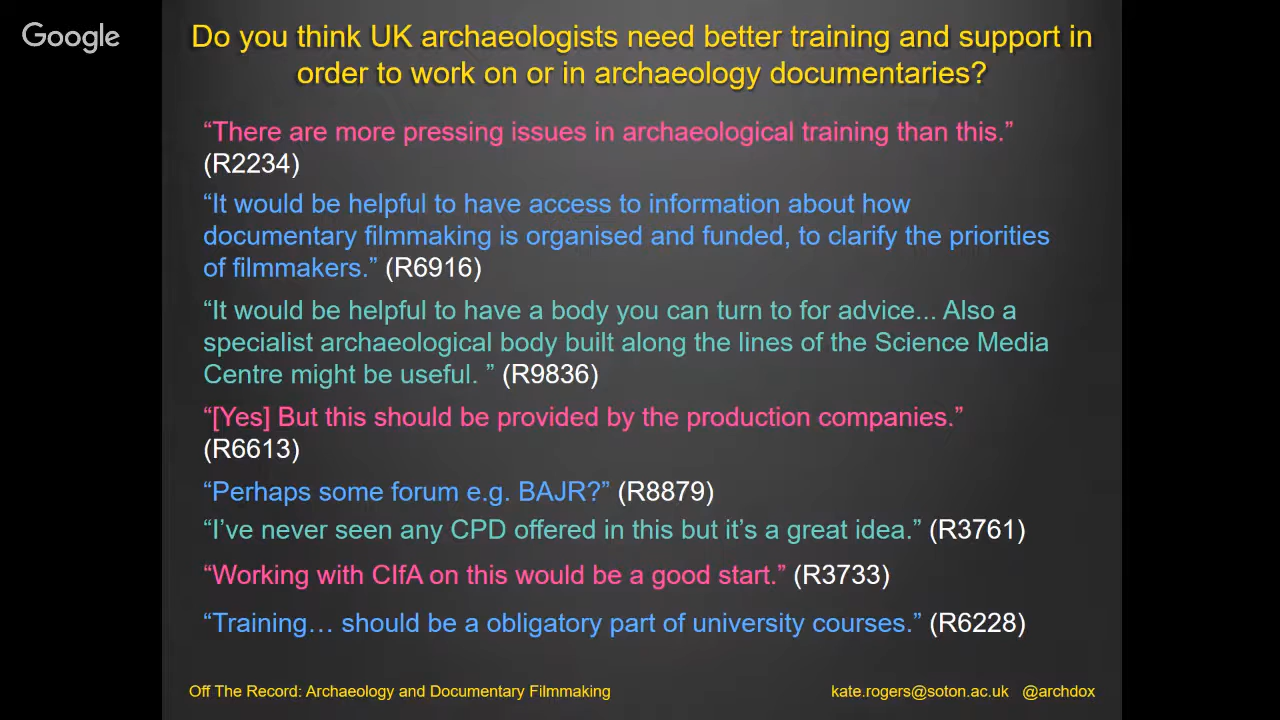 Google
Do you think UK archaeologists need better training and support in
order to work on or in archaeology documentaries?
“There are more pressing issues in archaeological training than this.”
(R2234)
“It would be helpful to have access to information about how
documentary filmmaking is organised and funded, to clarify the priorities
of filmmakers.” (R6916)
“It would be helpful to have a body you can turn to for advice... Also a
specialist archaeological body built along the lines of the Science Media
Centre might be useful. ” (R9836)
“[Yes] But this should be provided by the production companies.”
(R6613)
“Perhaps some forum e.g. BAJR?” (R8879)
“I’ve never seen any CPD offered in this but it’s a great idea.” (R3761)
“Working with CIfA on this would be a good start.” (R3733)
“Training… should be a obligatory part of university courses.” (R6228)
Off The Record: Archaeology and Documentary Filmmaking
kate.rogers@soton.ac.uk @archdox